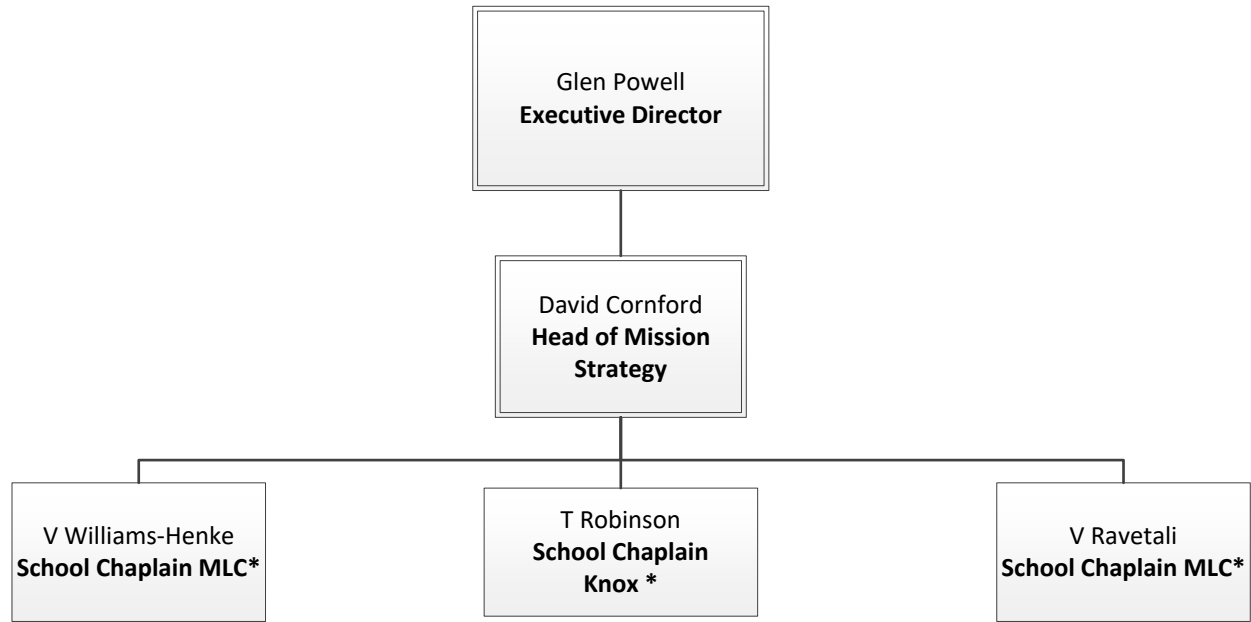 Glen Powell
Executive Director
David Cornford
Head of Mission
Strategy
V Williams-Henke
School Chaplain MLC*
T Robinson
School Chaplain
Knox *
V Ravetali
School Chaplain MLC*